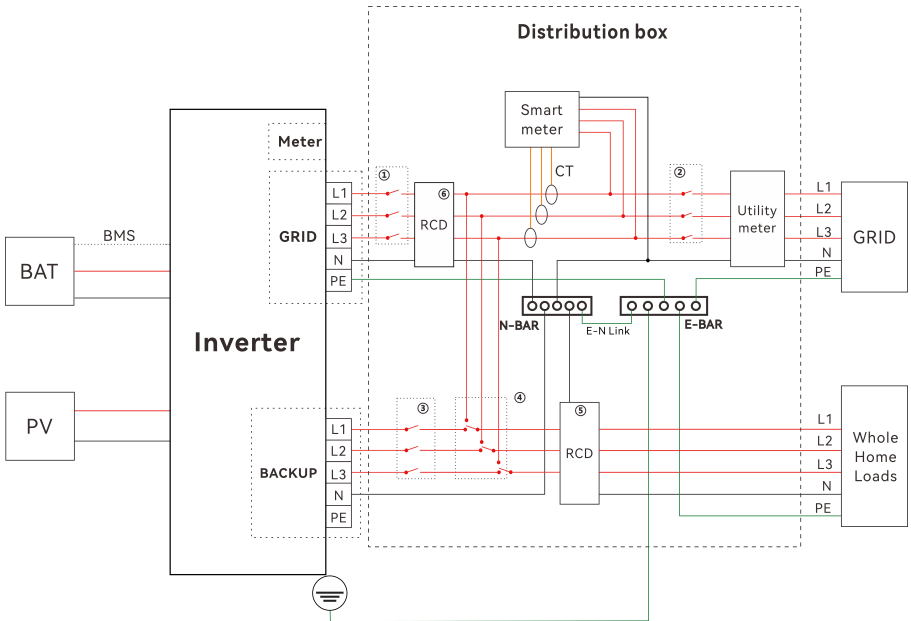 Distribution box
Smart
meter
Meter
CT
①
②
L1
L2
L3
N
PE
GRID
⑥
RCD
Utility
meter
L1
L2
L3
N
PE
GRID
BMS
BAT
N-BAR
E-N Link
E-BAR
Inverter
PV
③
④
⑤
L1
L2
L3
N
PE
BACKUP
RCD
L1
L2
L3
N
PE
Whole
Home
Loads